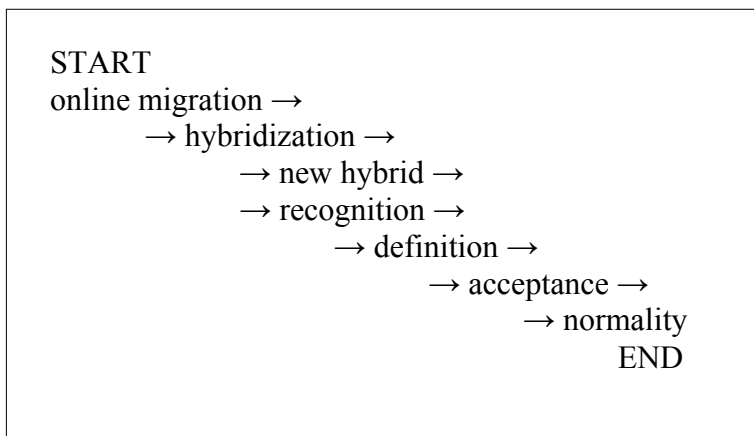 START
online migration →
→ hybridization →
→ new hybrid →
→ recognition →
→ definition →
→ acceptance →
→ normality
END